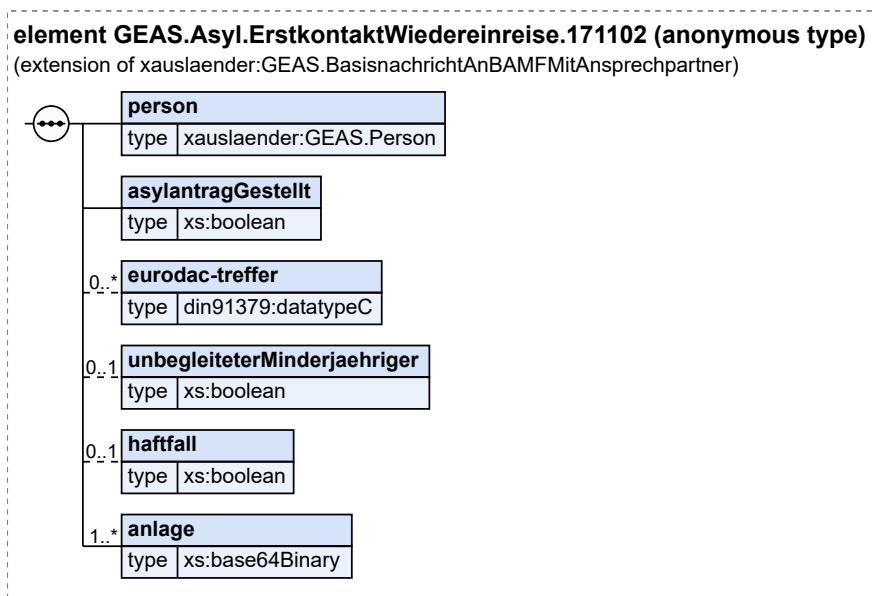 element GEAS.Asyl.ErstkontaktWiedereinreise.171102 (anonymous type)
(extension of xauslaender:GEAS.BasisnachrichtAnBAMFMitAnsprechpartner)
person
type xauslaender:GEAS.Person
asylantragGestellt
type xs:boolean
0..* eurodac-treffer
type din91379:datatypeC
0..1 unbegleiteterMinderjaehriger
type xs:boolean
0..1 haftfall
type xs:boolean
1..* anlage
type xs:base64Binary